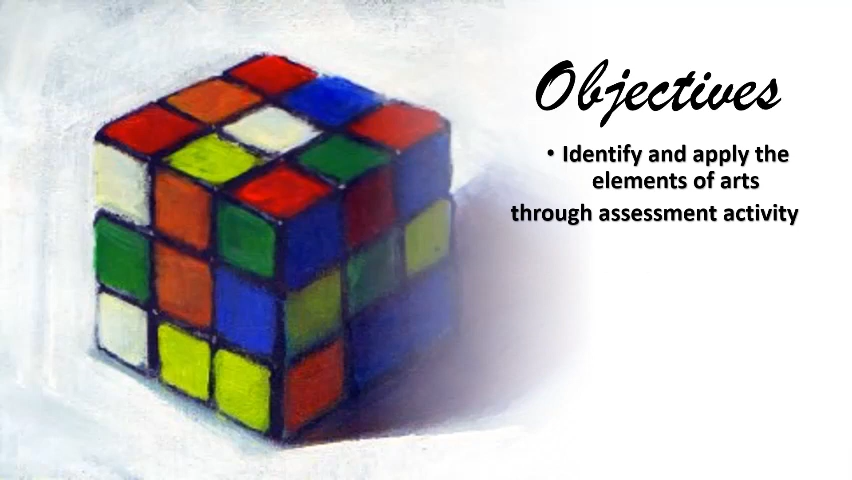 Objectives
• Identify and apply the
elements of arts
through assessment activity